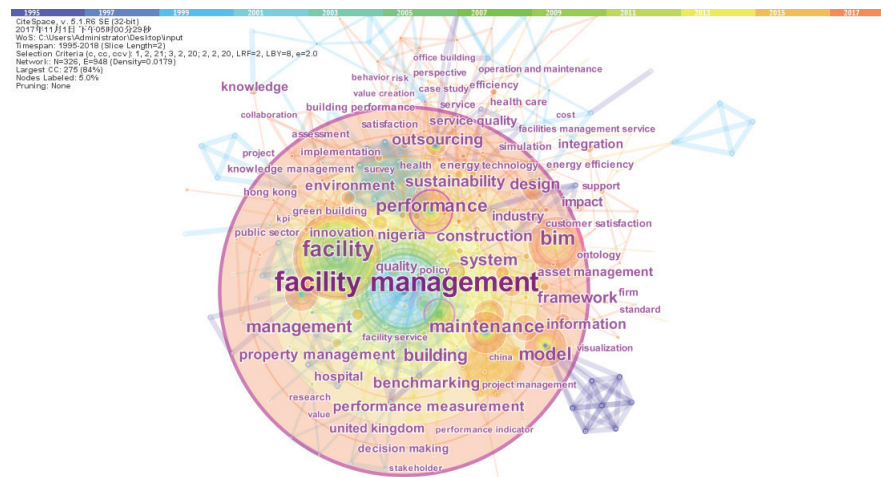 1995 1997 1999 2001 2003 2005 2007 2009 2011 2013 2015 2017
CiteSpace, v. 5.1.R6 SE (32-bit)
2017年11月1日 下午05时00分29秒
WoS: C:\Users\Administrator\Desktop\input
Timespan: 1995-2018 (Slice Length=2)
Selection Criteria (c, cc, ccv): 1, 2, 21; 3, 2, 20; 2, 2, 20, LRF=2, LBY=8, e=2.0
Network: N=326, E=948 (Density=0.0179)
Largest CC: 275 (84%)
Nodes Labeled: 5.0%
Pruning: None
office building
behavior risk perspective operation and maintenance
knowledge value creation case study efficiency
building performance service health care
collaboration satisfaction service quality cost
assessment outsourcing facilities management service
project implementation simulation integration
knowledge management survey health energy technology energy efficiency
hong kong environment sustainability design support
green building performance impact
kpi industry customer satisfaction
public sector innovation nigeria construction bim
facility system ontology
quality policy asset management
facility management framework firm
standard
management maintenance information
facility service
property management building china model visualization
hospital benchmarking project management
research
value performance measurement
united kingdom performance indicator
decision making
stakeholder